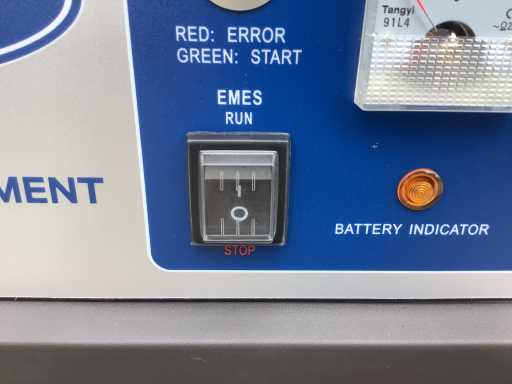 Tangyi
91L4
RED: ERROR
GREEN: START
EMES
RUN
MENT
BATTERY INDICATOR
STOP